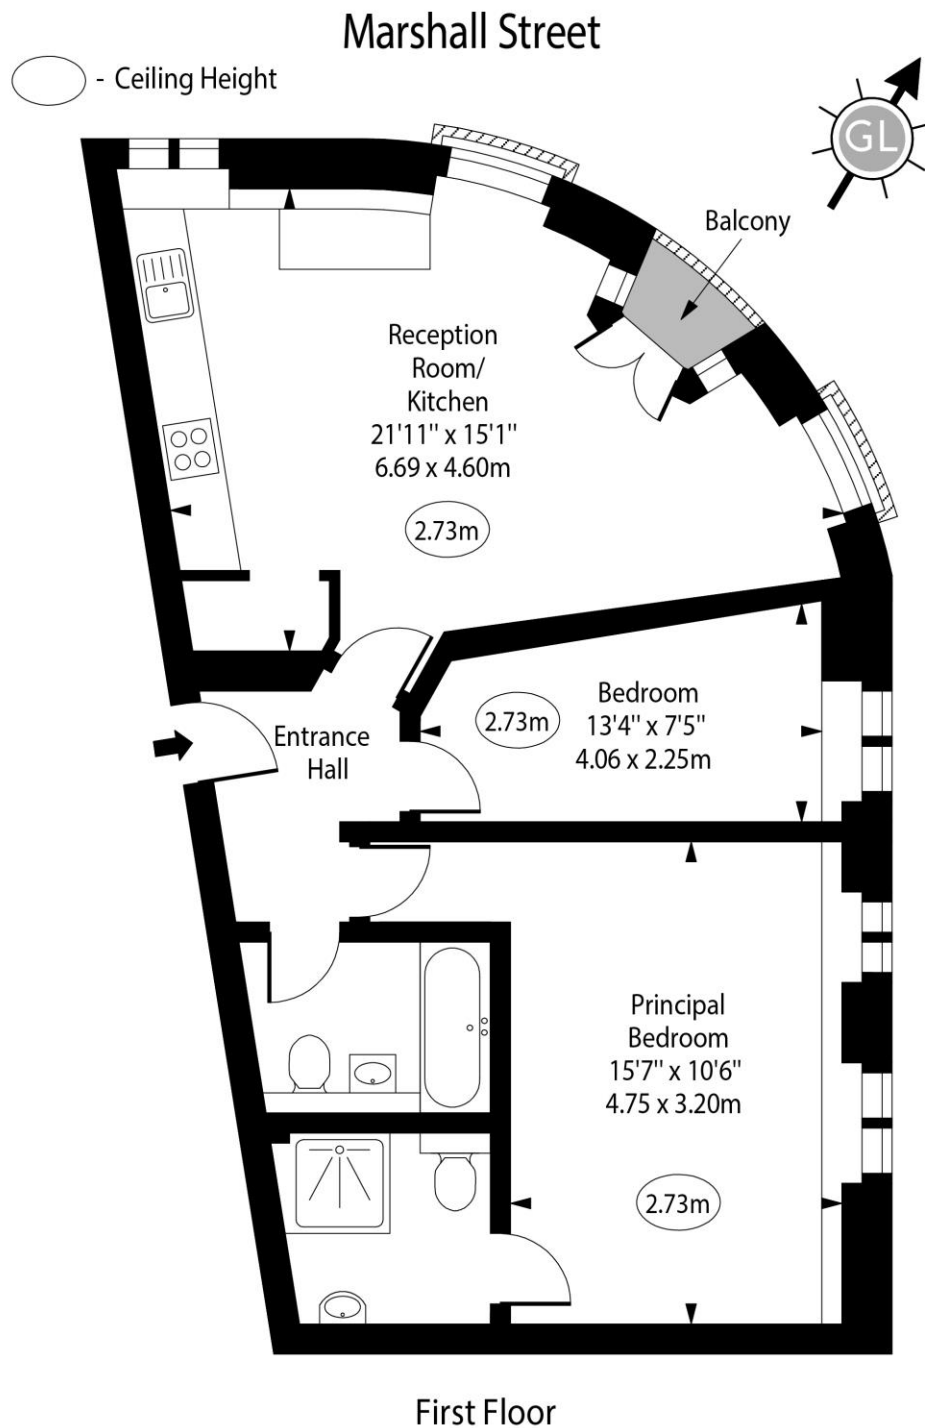 Marshall Street
- Ceiling Height
GL
Balcony
Reception
Room/
Kitchen
21'11" x 15'1"
6.69 x 4.60m
2.73m
Bedroom
13'4" x 7'5"
4.06 x 2.25m
2.73m
Entrance
Hall
Principal
Bedroom
15'7" x 10'6"
4.75 x 3.20m
2.73m
First Floor